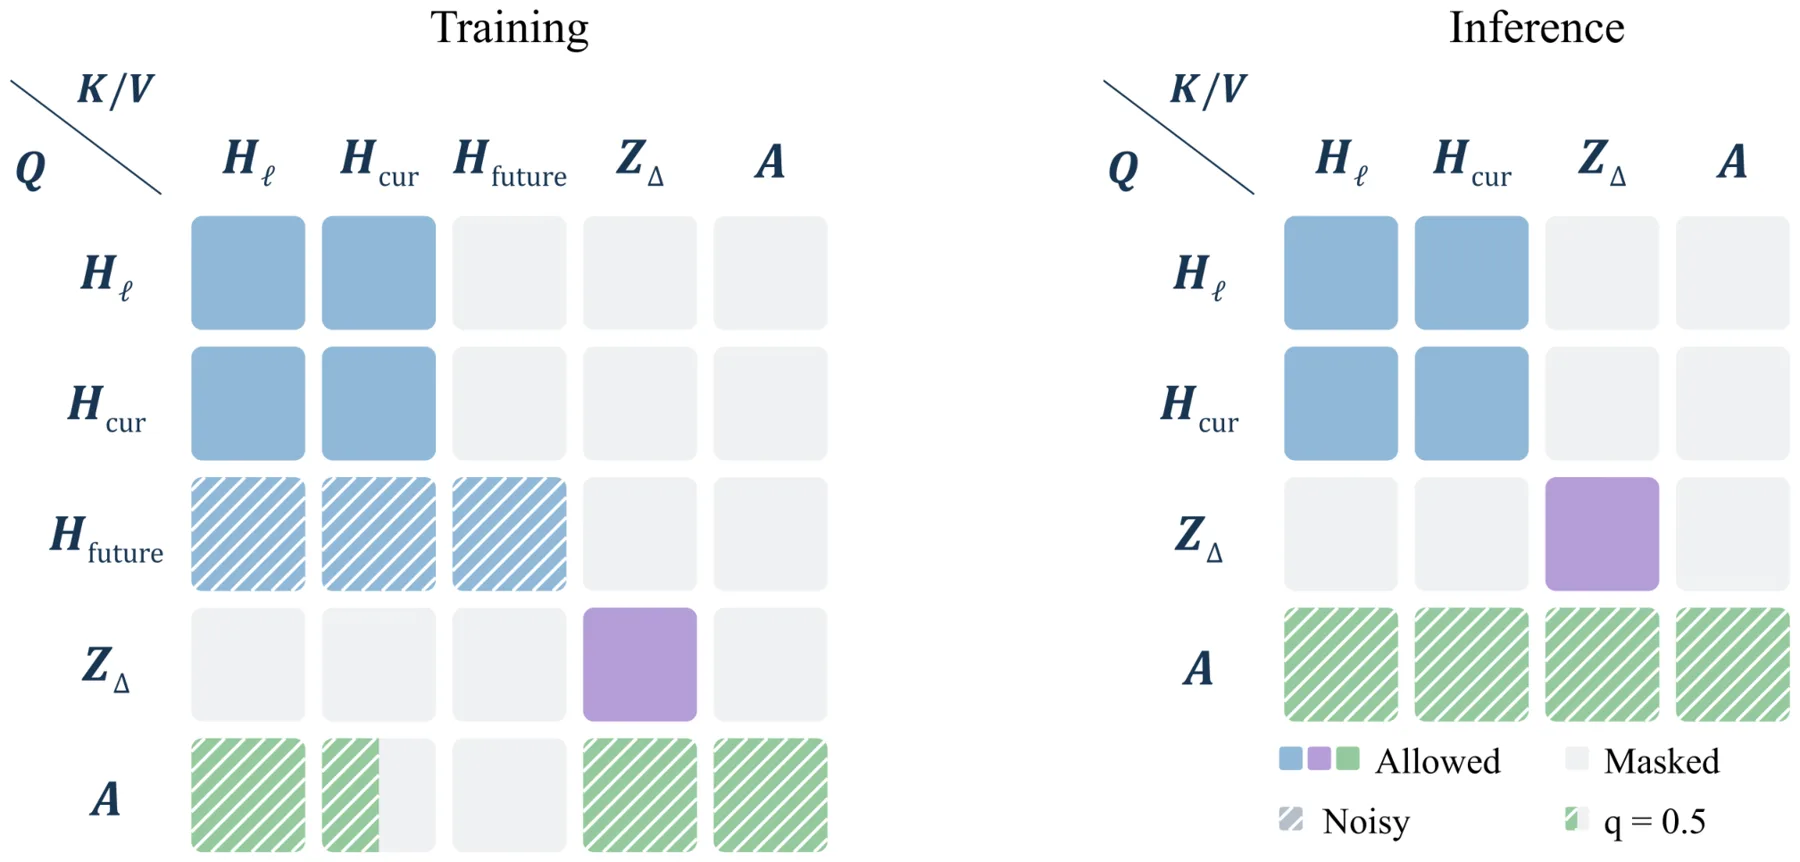 Training
K/V
Q
H_ℓ H_cur H_future Z_Δ A
H_ℓ
H_cur
H_future
Z_Δ
A
Inference
K/V
Q
H_ℓ H_cur Z_Δ A
H_ℓ
H_cur
Z_Δ
A
Allowed Masked
Noisy q = 0.5